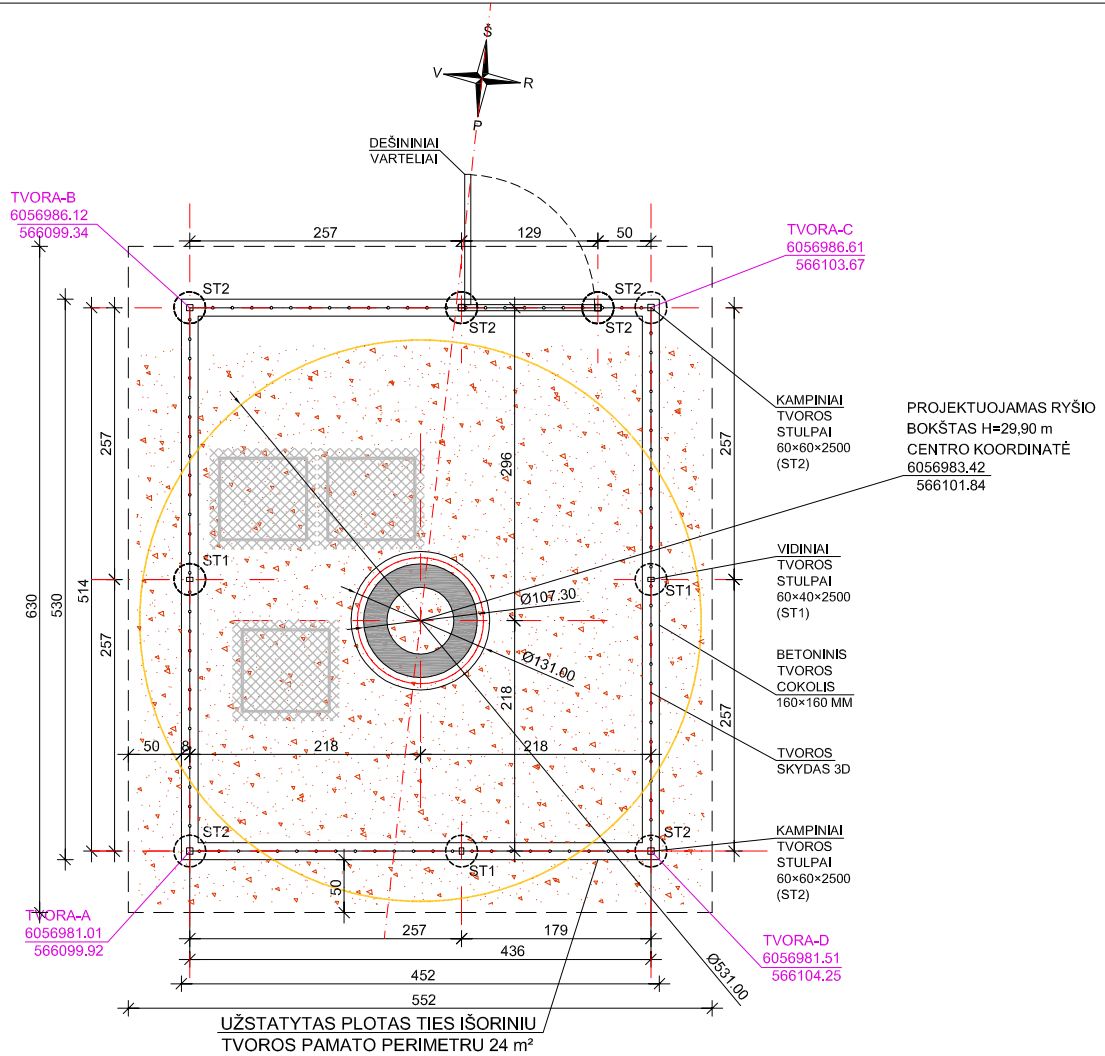 Š
V
R
P
DEŠININIAI
VARTELIAI
TVORA-B
6056986.12
566099.34
TVORA-C
6056986.61
566103.67
257
129
50
ST2
ST2
ST2
ST2
KAMPINIAI
TVOROS
STULPAI
60×60×2500
(ST2)
PROJEKTUOJAMAS RYŠIO
BOKŠTAS H=29,90 m
CENTRO KOORDINATĖ
6056983.42
566101.84
257
296
257
ST1
ST1
VIDINIAI
TVOROS
STULPAI
60×40×2500
(ST1)
630
530
514
Ø107.30
Ø131.00
257
218
257
BETONINIS
TVOROS
COKOLIS
160×160 MM
50
8
218
218
TVOROS
SKYDAS 3D
ST2
ST1
ST2
KAMPINIAI
TVOROS
STULPAI
60×60×2500
(ST2)
50
TVORA-A
6056981.01
566099.92
TVORA-D
6056981.51
566104.25
257
179
436
452
552
Ø531.00
UŽSTATYTAS PLOTAS TIES IŠORINIU
TVOROS PAMATO PERIMETRU 24 m²